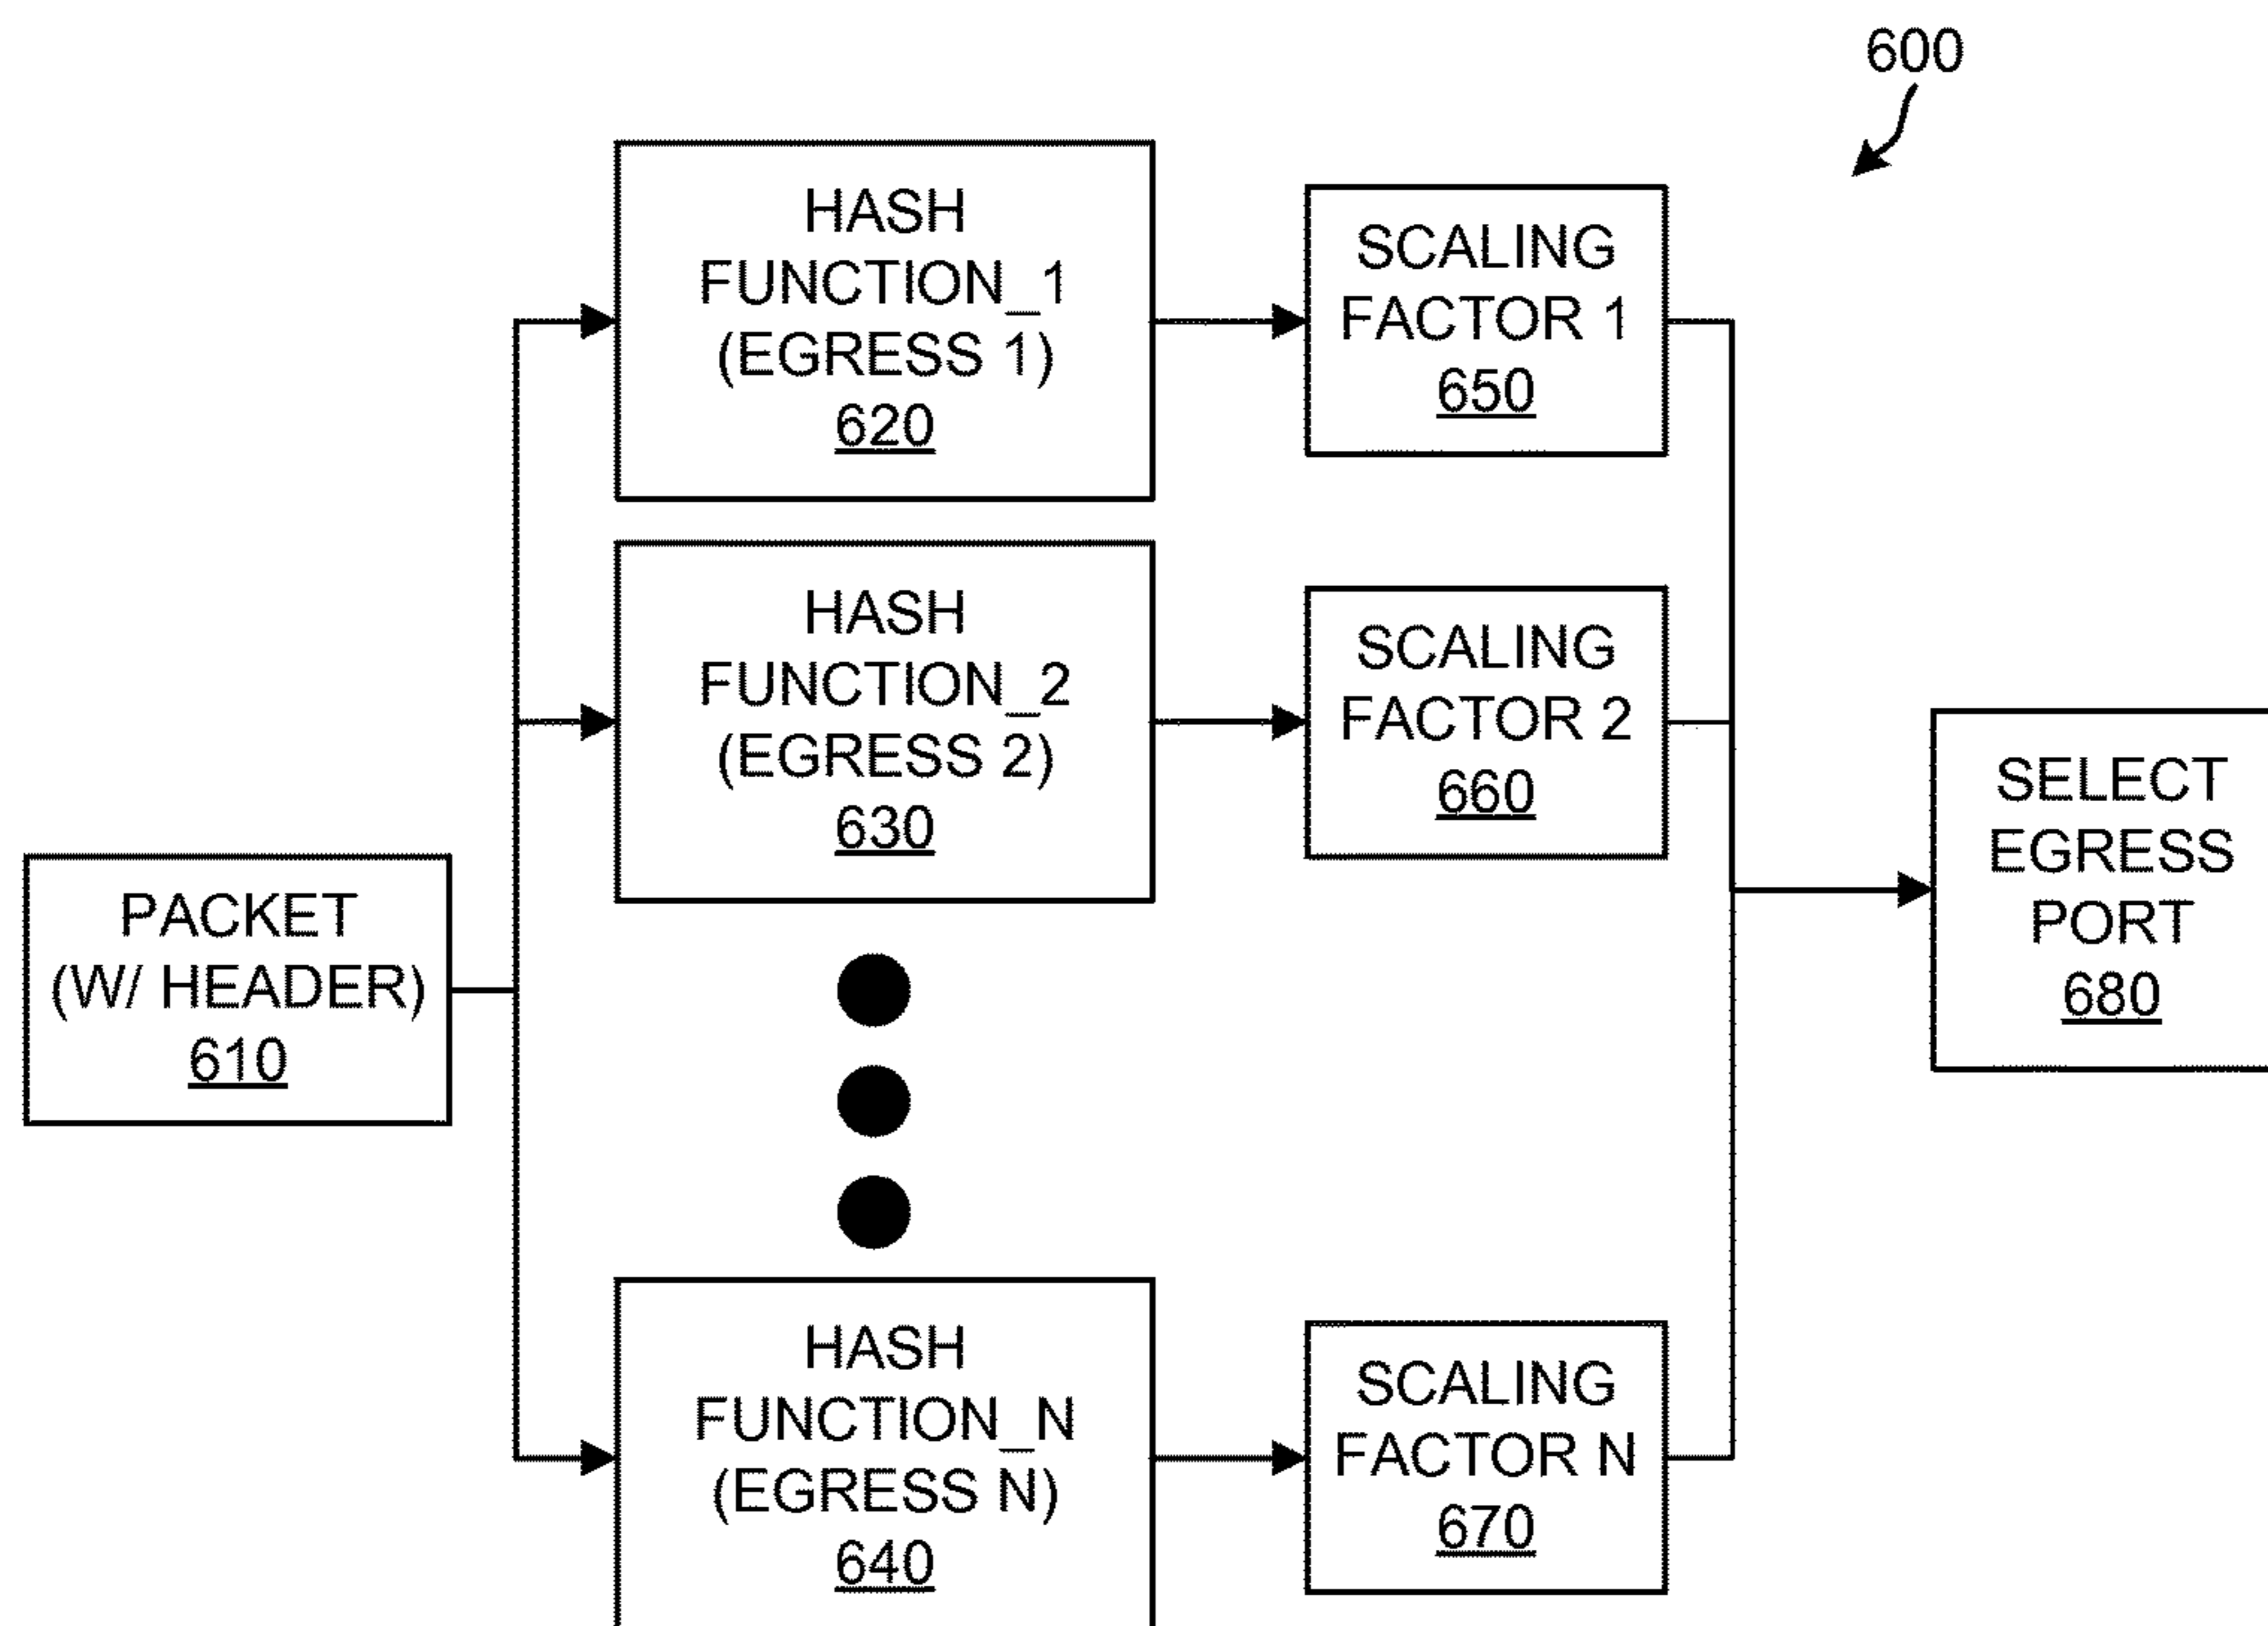 600
HASH
FUNCTION_1
(EGRESS 1)
620
SCALING
FACTOR 1
650
HASH
FUNCTION_2
(EGRESS 2)
630
SCALING
FACTOR 2
660
SELECT
EGRESS
PORT
680
PACKET
(W/ HEADER)
610
HASH
FUNCTION_N
(EGRESS N)
640
SCALING
FACTOR N
670